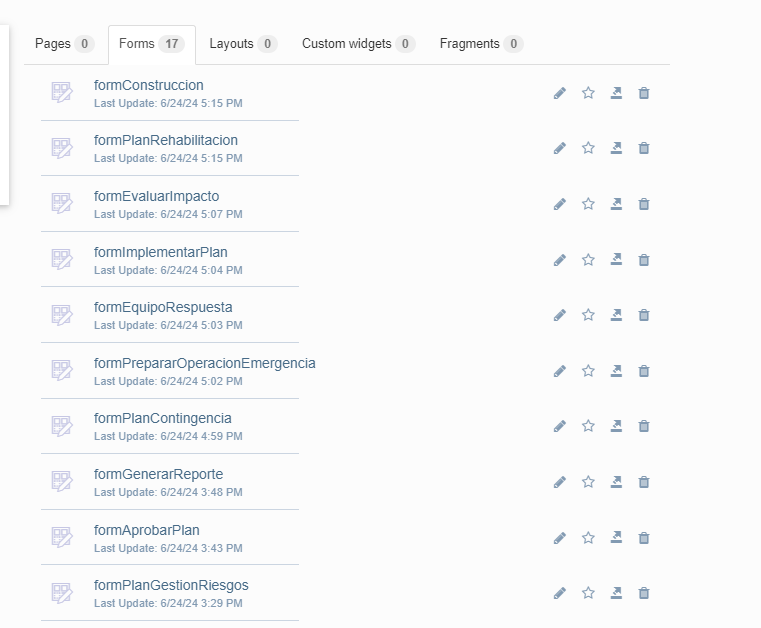 Pages 0 Forms 17 Layouts 0 Custom widgets 0 Fragments 0
formConstruccion
Last Update: 6/24/24 5:15 PM
formPlanRehabilitacion
Last Update: 6/24/24 5:15 PM
formEvaluarImpacto
Last Update: 6/24/24 5:07 PM
formImplementarPlan
Last Update: 6/24/24 5:04 PM
formEquipoRespuesta
Last Update: 6/24/24 5:03 PM
formPrepararOperacionEmergencia
Last Update: 6/24/24 5:02 PM
formPlanContingencia
Last Update: 6/24/24 4:59 PM
formGenerarReporte
Last Update: 6/24/24 3:48 PM
formAprobarPlan
Last Update: 6/24/24 3:43 PM
formPlanGestionRiesgos
Last Update: 6/24/24 3:29 PM